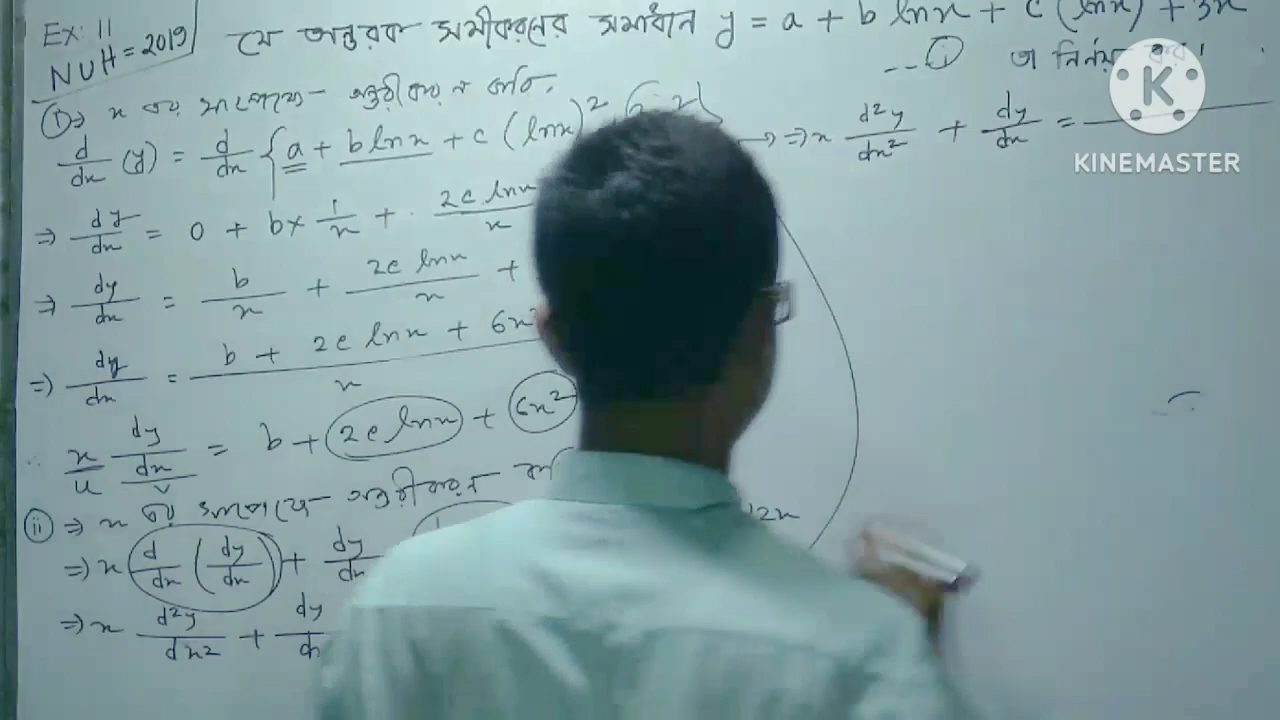 Ex: 11
NUH = 2019
যে অন্তরক সমীকরণের সমাধান y = a + b lnx + c (lnx) + 3x
---(i) তা নির্ণয়
(i)⇒ x এর সাপেক্ষে অন্তরীকরণ করি,
d/dx (y) = d/dx {a + b lnx + c (lnx)²
⇒ dy/dx = 0 + b× 1/x + 2c lnx/x
⇒ dy/dx = b/x + 2c lnx/x +
⇒ dy/dx = b + 2c lnx + 6x² / x
∴ x dy/dx = b + 2c lnx + 6x²
u v
(ii) ⇒ x এর সাপেক্ষে অন্তরীকরণ
⇒ x d/dx (dy/dx) + dy/dx 12x
⇒ x d²y/dx² + dy
→ ⇒ x d²y/dx² + dy/dx =
K
KINEMASTER